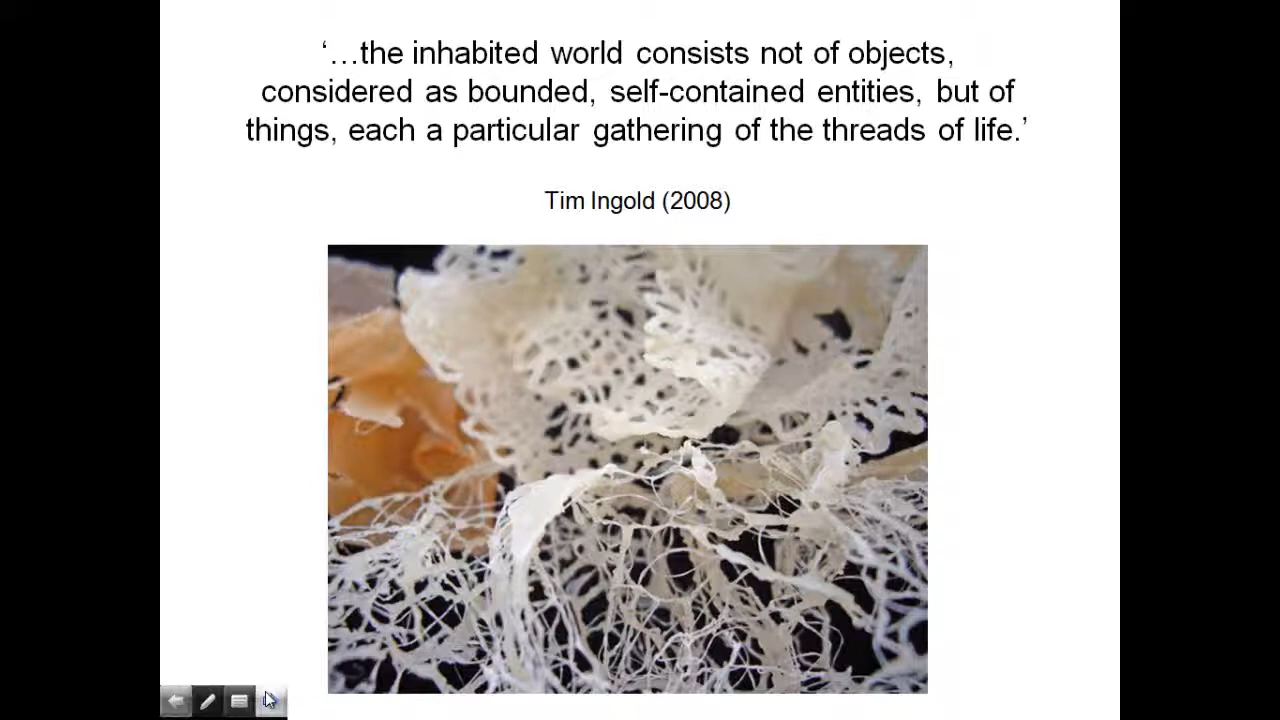 ‘…the inhabited world consists not of objects,
considered as bounded, self-contained entities, but of
things, each a particular gathering of the threads of life.’
Tim Ingold (2008)